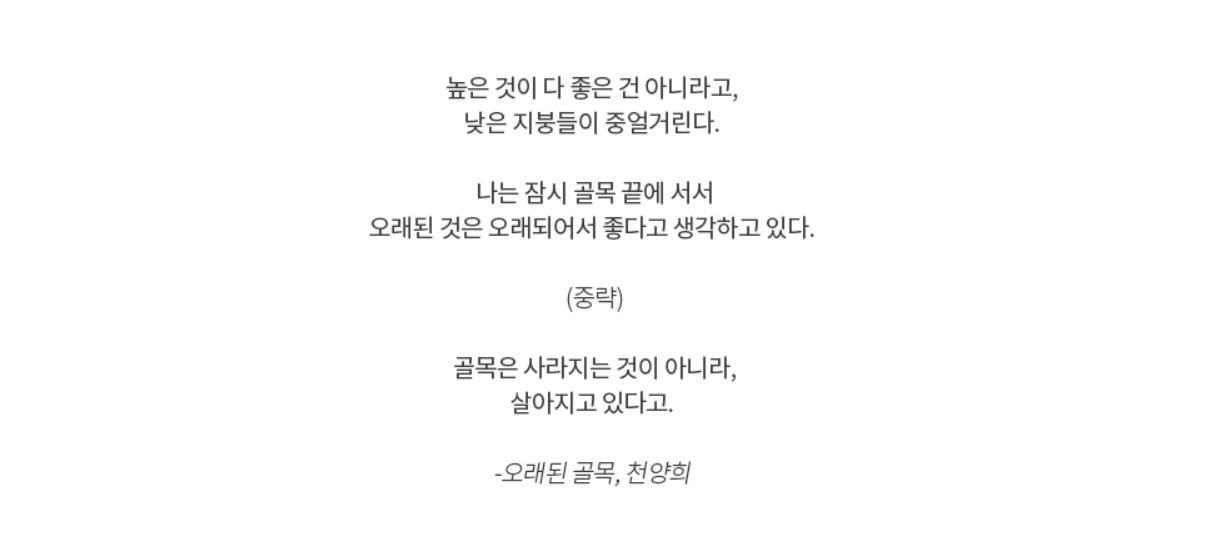 높은 것이 다 좋은 건 아니라고,
낮은 지붕들이 중얼거린다.
나는 잠시 골목 끝에 서서
오래된 것은 오래되어서 좋다고 생각하고 있다.
(중략)
골목은 사라지는 것이 아니라,
살아지고 있다고.
-오래된 골목, 천양희